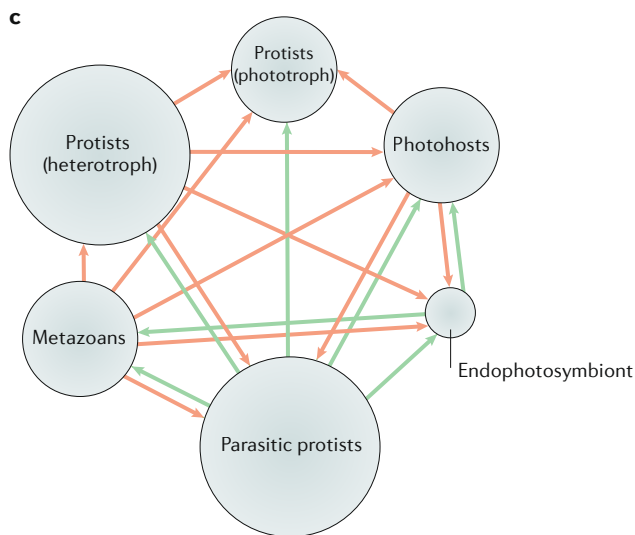 c
Protists
(phototroph)
Protists
(heterotroph)
Photohosts
Metazoans
Endophotosymbiont
Parasitic protists